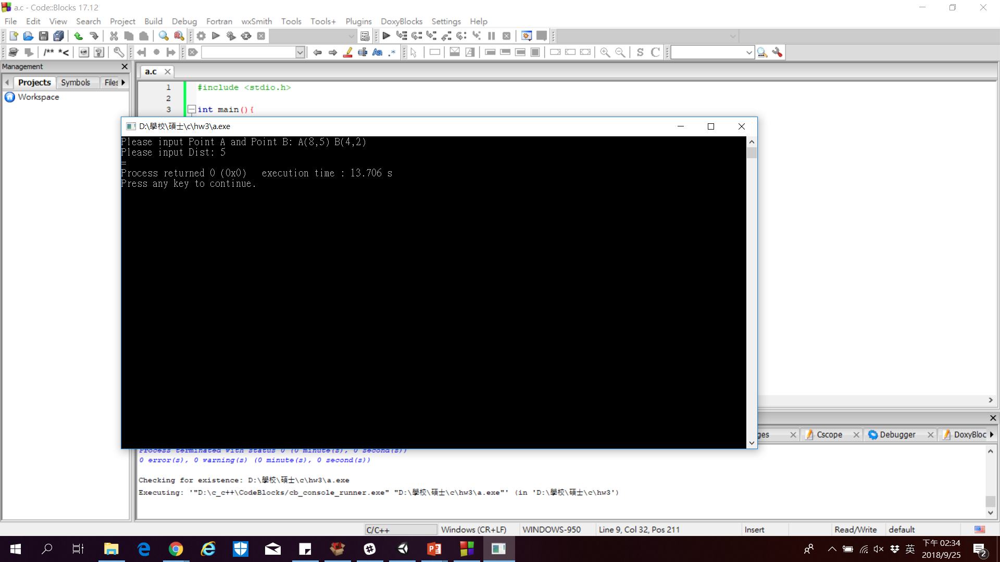 a.c - Code::Blocks 17.12
File Edit View Search Project Build Debug Fortran wxSmith Tools Tools+ Plugins DoxyBlocks Settings Help
/** *<
Aa .*
S C
Management
a.c
Projects Symbols Files
Workspace
1 #include <stdio.h>
2
3 int main(){
D:\學校\碩士\c\hw3\a.exe
Please input Point A and Point B: A(8,5) B(4,2)
Please input Dist: 5
=
Process returned 0 (0x0)   execution time : 13.706 s
Press any key to continue.
ges Cscope Debugger DoxyBloc
Process terminated with status 0 (0 minute(s), 0 second(s))
0 error(s), 0 warning(s) (0 minute(s), 0 second(s))
Checking for existence: D:\學校\碩士\c\hw3\a.exe
Executing: '"D:\c_c++\CodeBlocks/cb_console_runner.exe" "D:\學校\碩士\c\hw3\a.exe"' (in 'D:\學校\碩士\c\hw3')
C/C++ Windows (CR+LF) WINDOWS-950 Line 9, Col 32, Pos 211 Insert Read/Write default
英
下午 02:34
2018/9/25
2